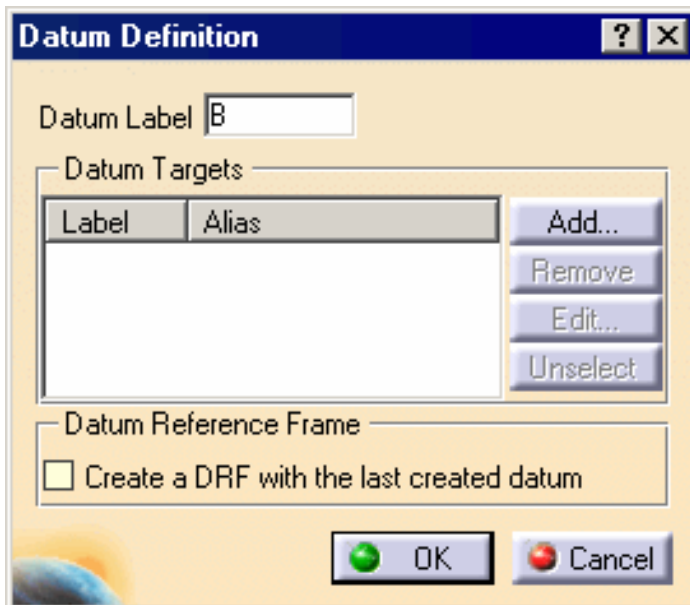 Datum Definition ? X
Datum Label B
Datum Targets
Label Alias
Add...
Remove
Edit...
Unselect
Datum Reference Frame
Create a DRF with the last created datum
OK Cancel